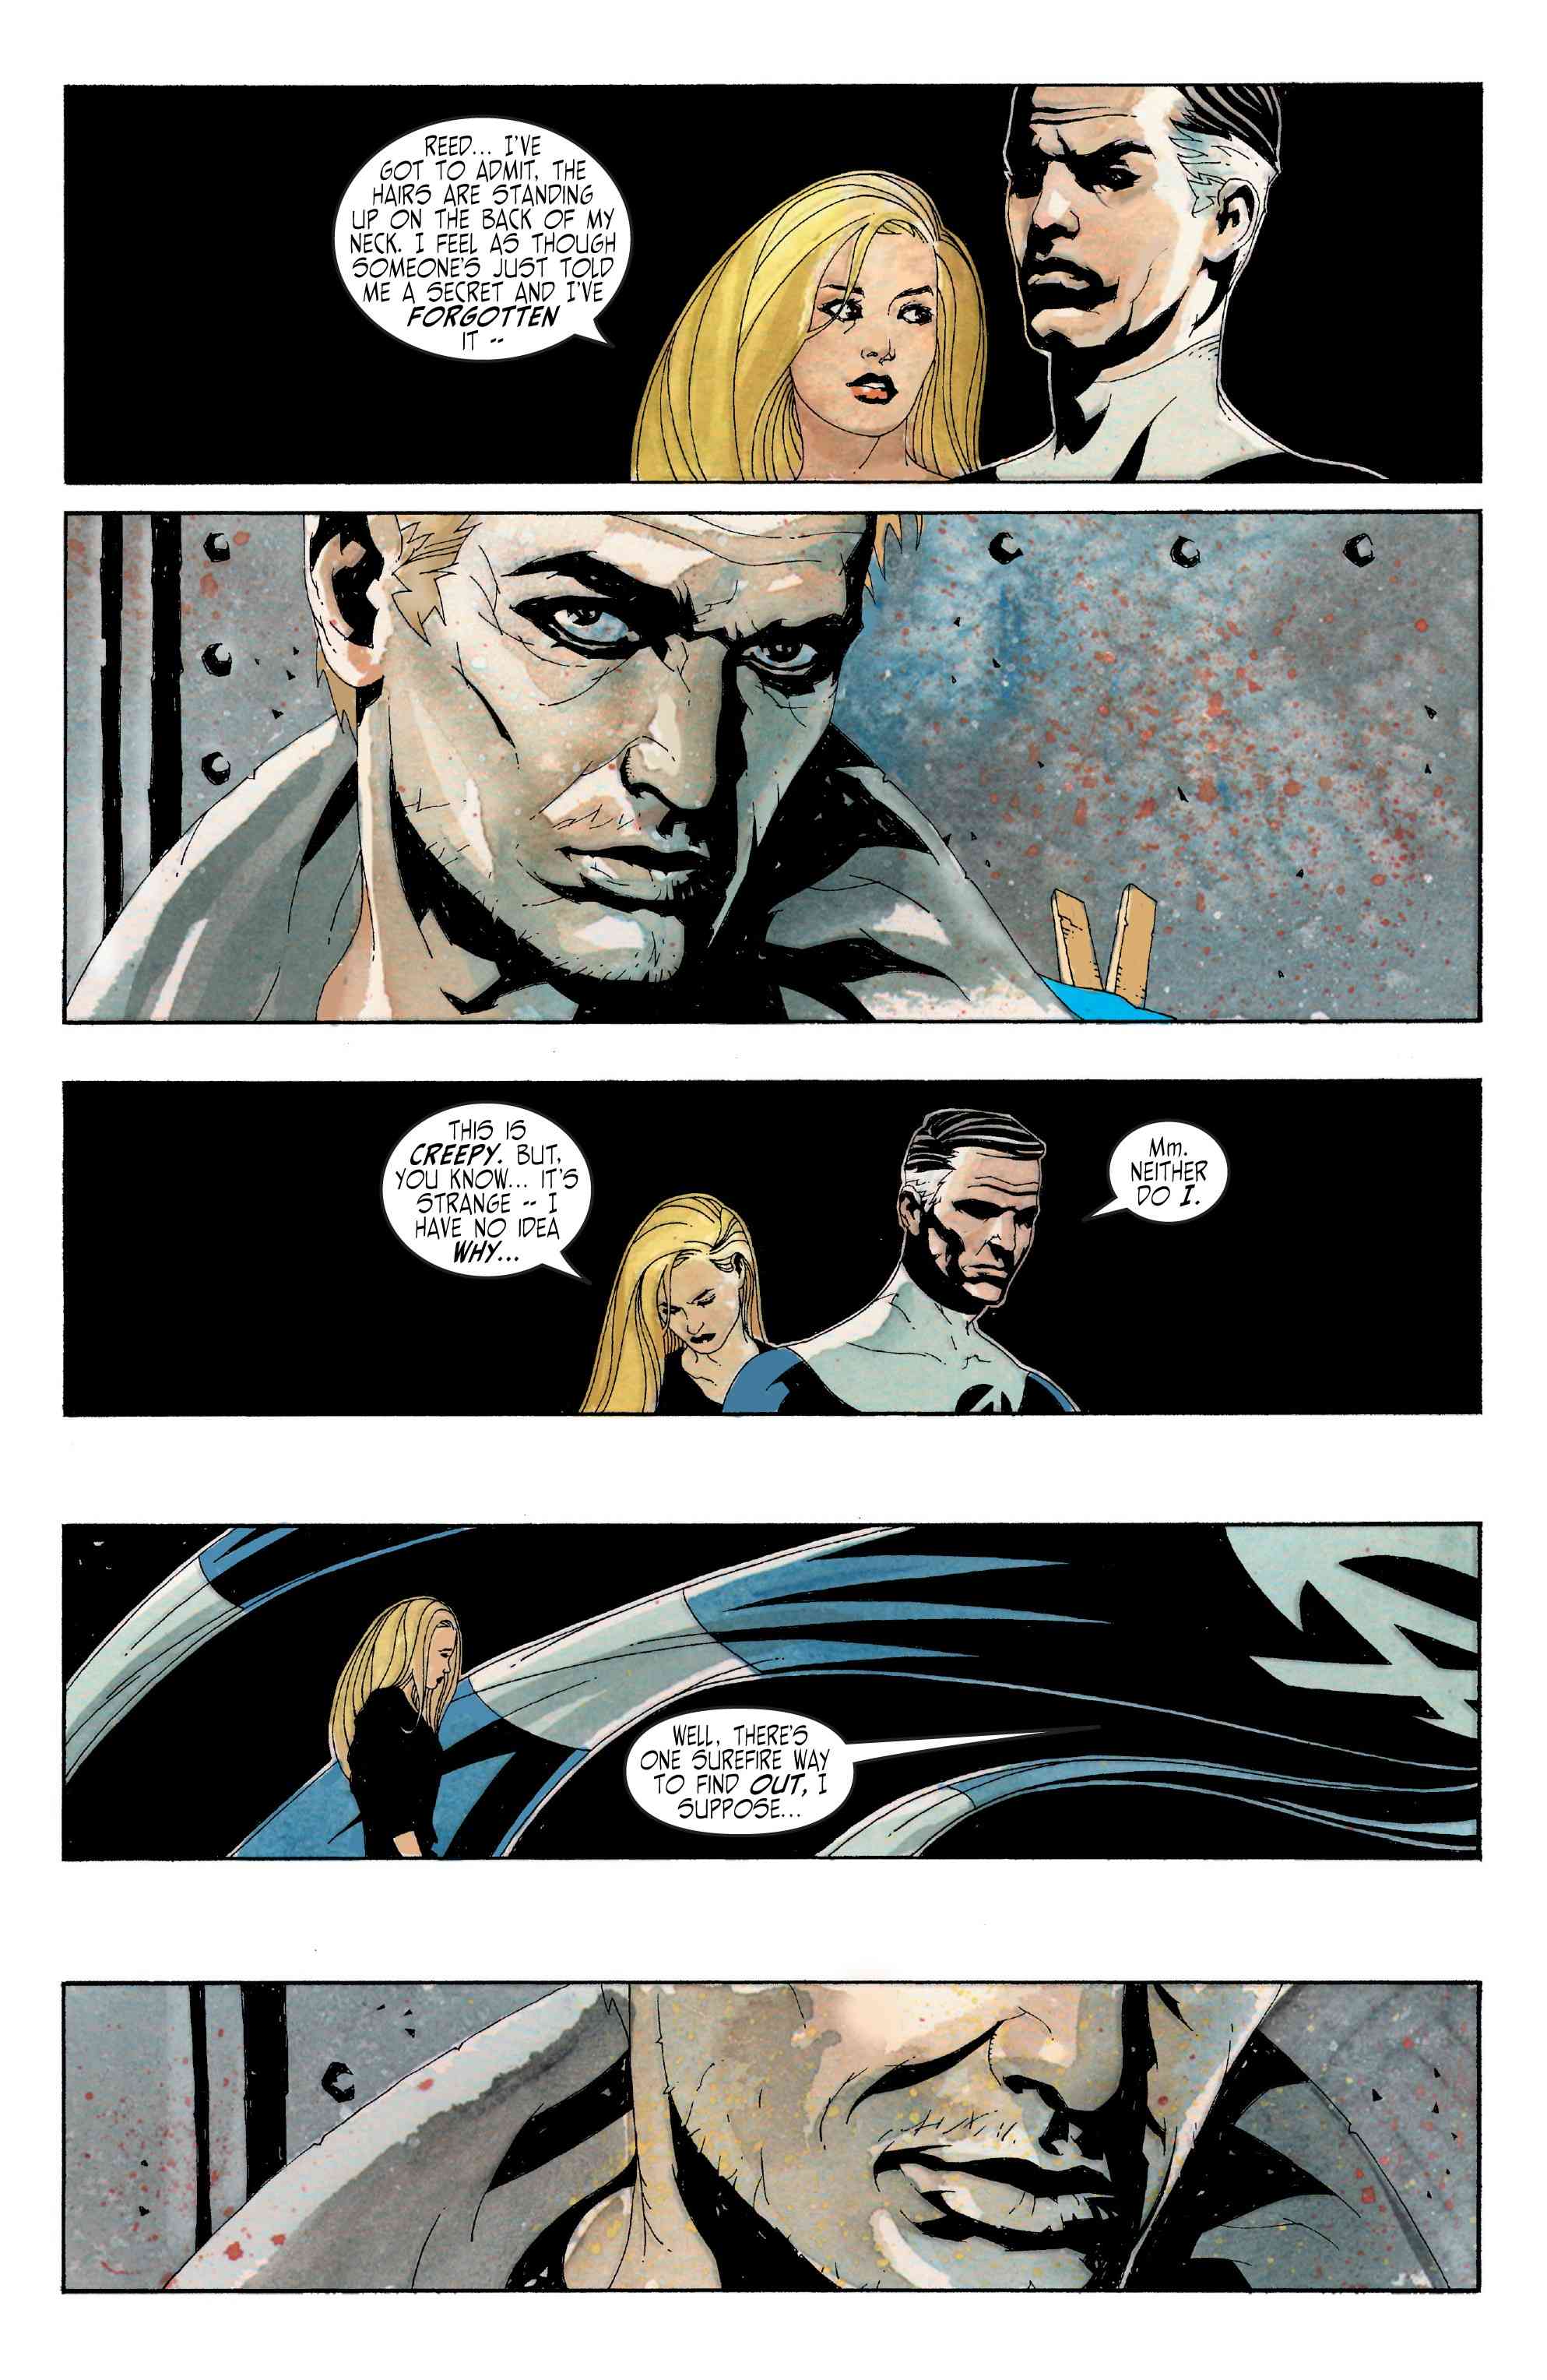 REED... I'VE
GOT TO ADMIT, THE
HAIRS ARE STANDING
UP ON THE BACK OF MY
NECK. I FEEL AS THOUGH
SOMEONE'S JUST TOLD
ME A SECRET AND I'VE
FORGOTTEN
IT --
THIS IS
CREEPY. BUT,
YOU KNOW... IT'S
STRANGE -- I
HAVE NO IDEA
WHY...
Mm.
NEITHER
DO I.
WELL, THERE'S
ONE SUREFIRE WAY
TO FIND OUT, I
SUPPOSE...